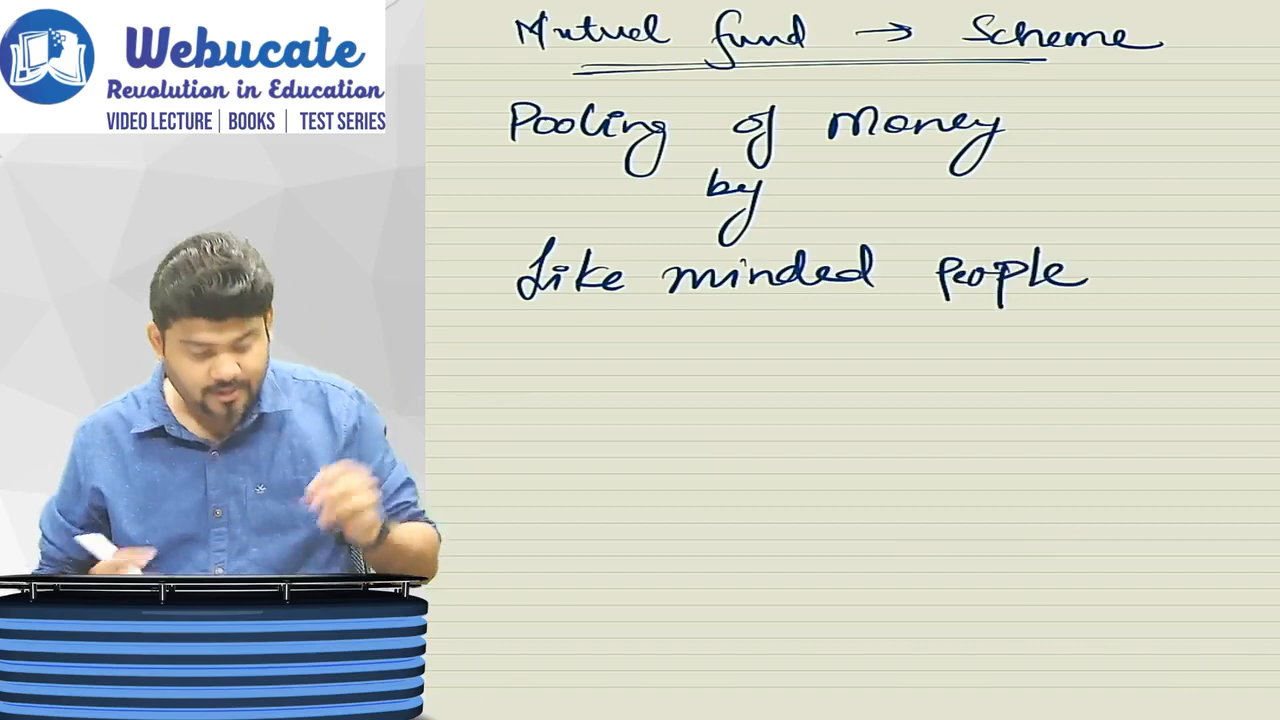 Webucate
Revolution in Education
VIDEO LECTURE | BOOKS | TEST SERIES
Mutual fund → Scheme
Pooling of Money
by
Like minded people